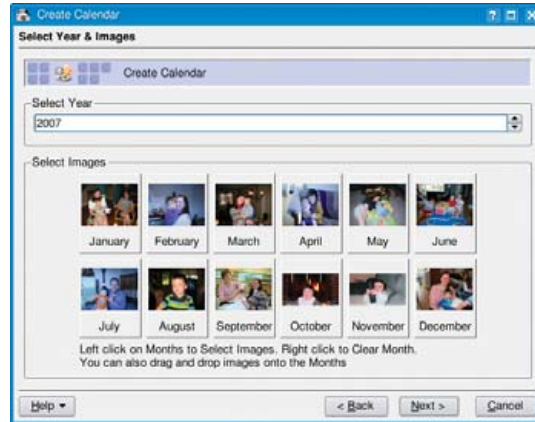 Create Calendar
Select Year & Images
Create Calendar
Select Year
2007
Select Images
January February March April May June
July August September October November December
Left click on Months to Select Images. Right click to Clear Month.
You can also drag and drop images onto the Months
Help < Back Next > Cancel